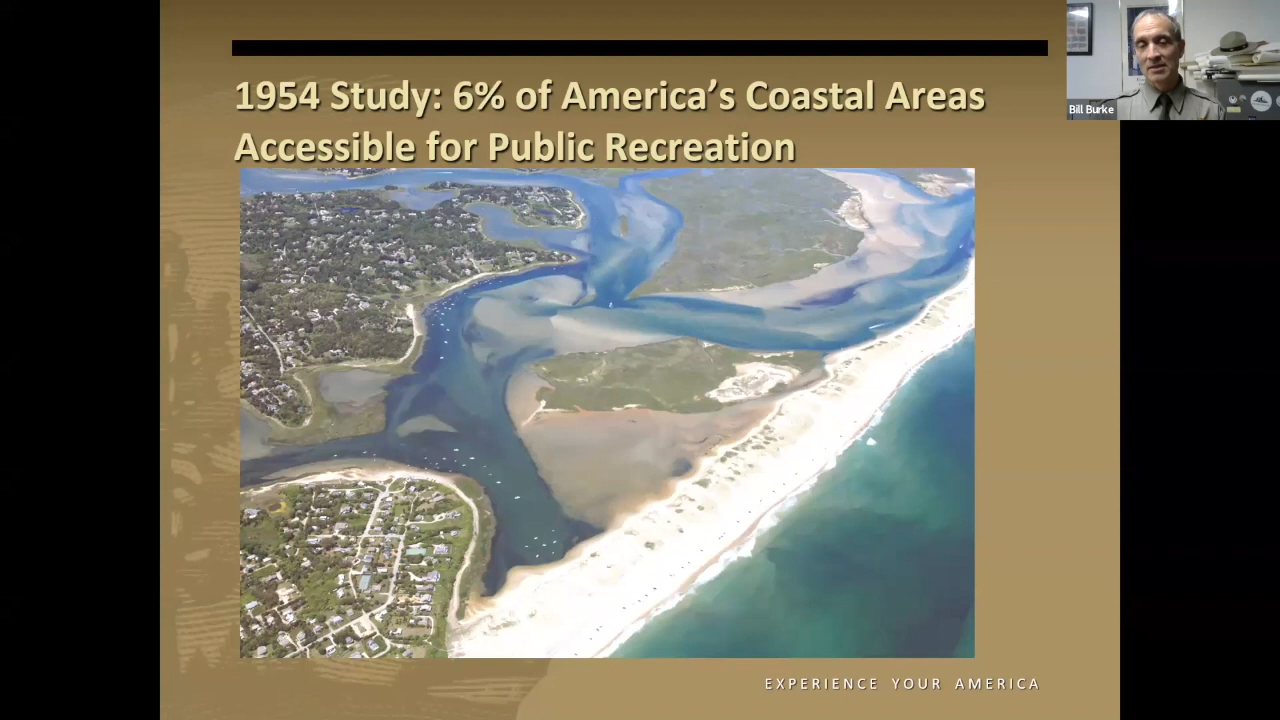 1954 Study: 6% of America's Coastal Areas
Accessible for Public Recreation
Bill Burke
EXPERIENCE YOUR AMERICA